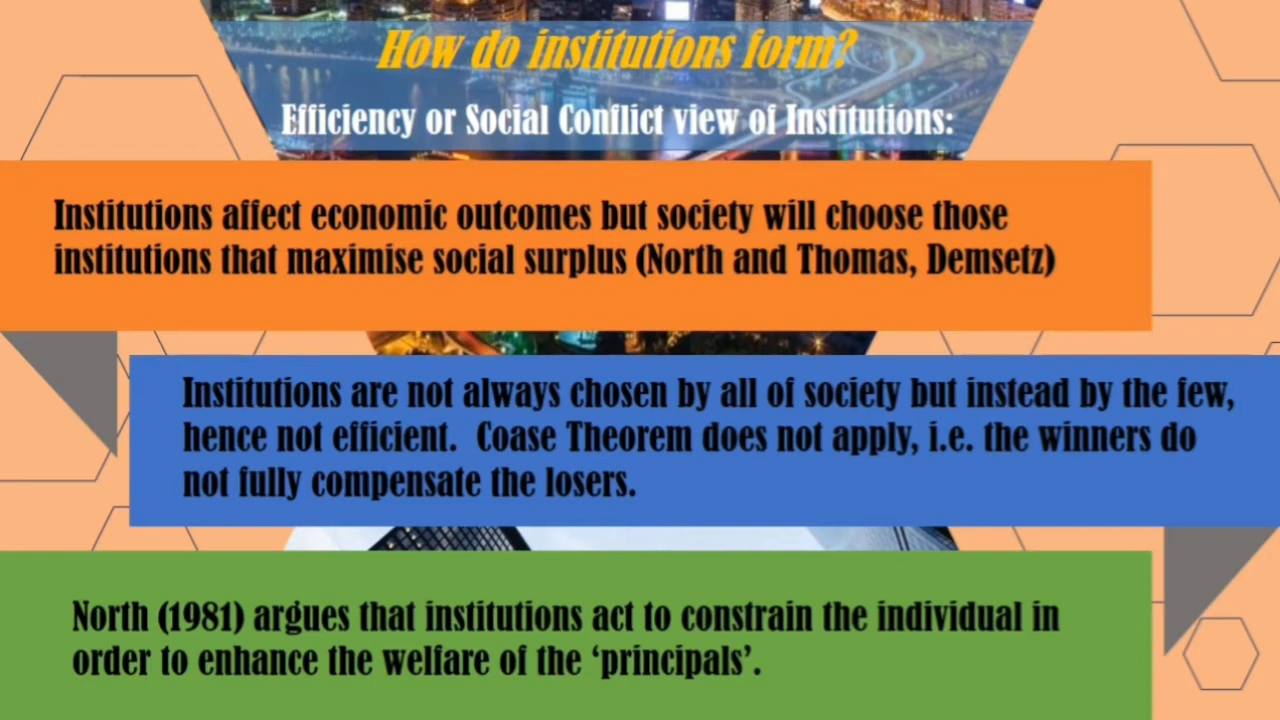 How do institutions form?
Efficiency or Social Conflict view of Institutions:
Institutions affect economic outcomes but society will choose those
institutions that maximise social surplus (North and Thomas, Demsetz)
Institutions are not always chosen by all of society but instead by the few,
hence not efficient. Coase Theorem does not apply, i.e. the winners do
not fully compensate the losers.
North (1981) argues that institutions act to constrain the individual in
order to enhance the welfare of the ‘principals’.